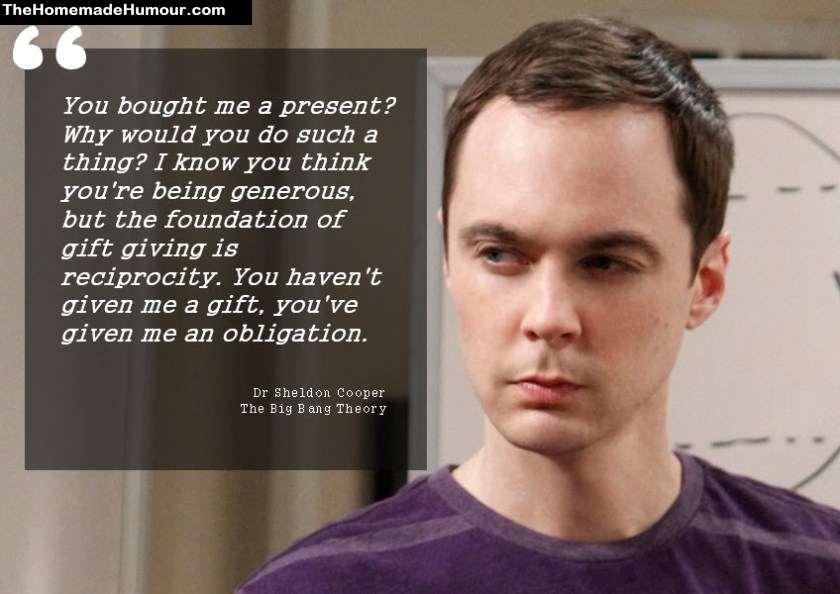 TheHomemadeHumour.com
You bought me a present?
Why would you do such a
thing? I know you think
you're being generous,
but the foundation of
gift giving is
reciprocity. You haven't
given me a gift, you've
given me an obligation.
Dr Sheldon Cooper
The Big Bang Theory